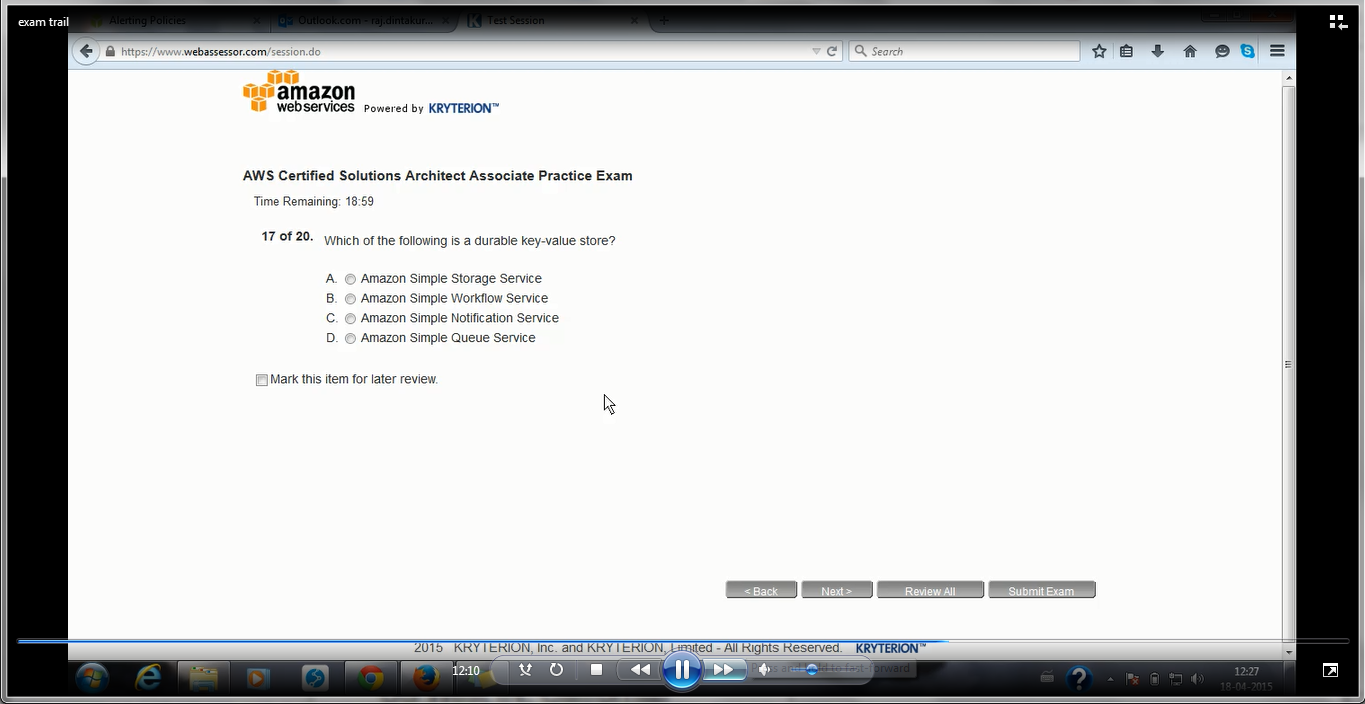 exam trail
Alerting Policies
Outlook.com - raj.dintakur...
Test Session
https://www.webassessor.com/session.do
Search
amazon
webservices
Powered by KRYTERION™
AWS Certified Solutions Architect Associate Practice Exam
Time Remaining: 18:59
17 of 20. Which of the following is a durable key-value store?
A. Amazon Simple Storage Service
B. Amazon Simple Workflow Service
C. Amazon Simple Notification Service
D. Amazon Simple Queue Service
Mark this item for later review.
< Back
Next >
Review All
Submit Exam
2015 KRYTERION, Inc. and KRYTERION, Limited - All Rights Reserved. KRYTERION™
12:10
fast-forward
12:27
18-04-2015